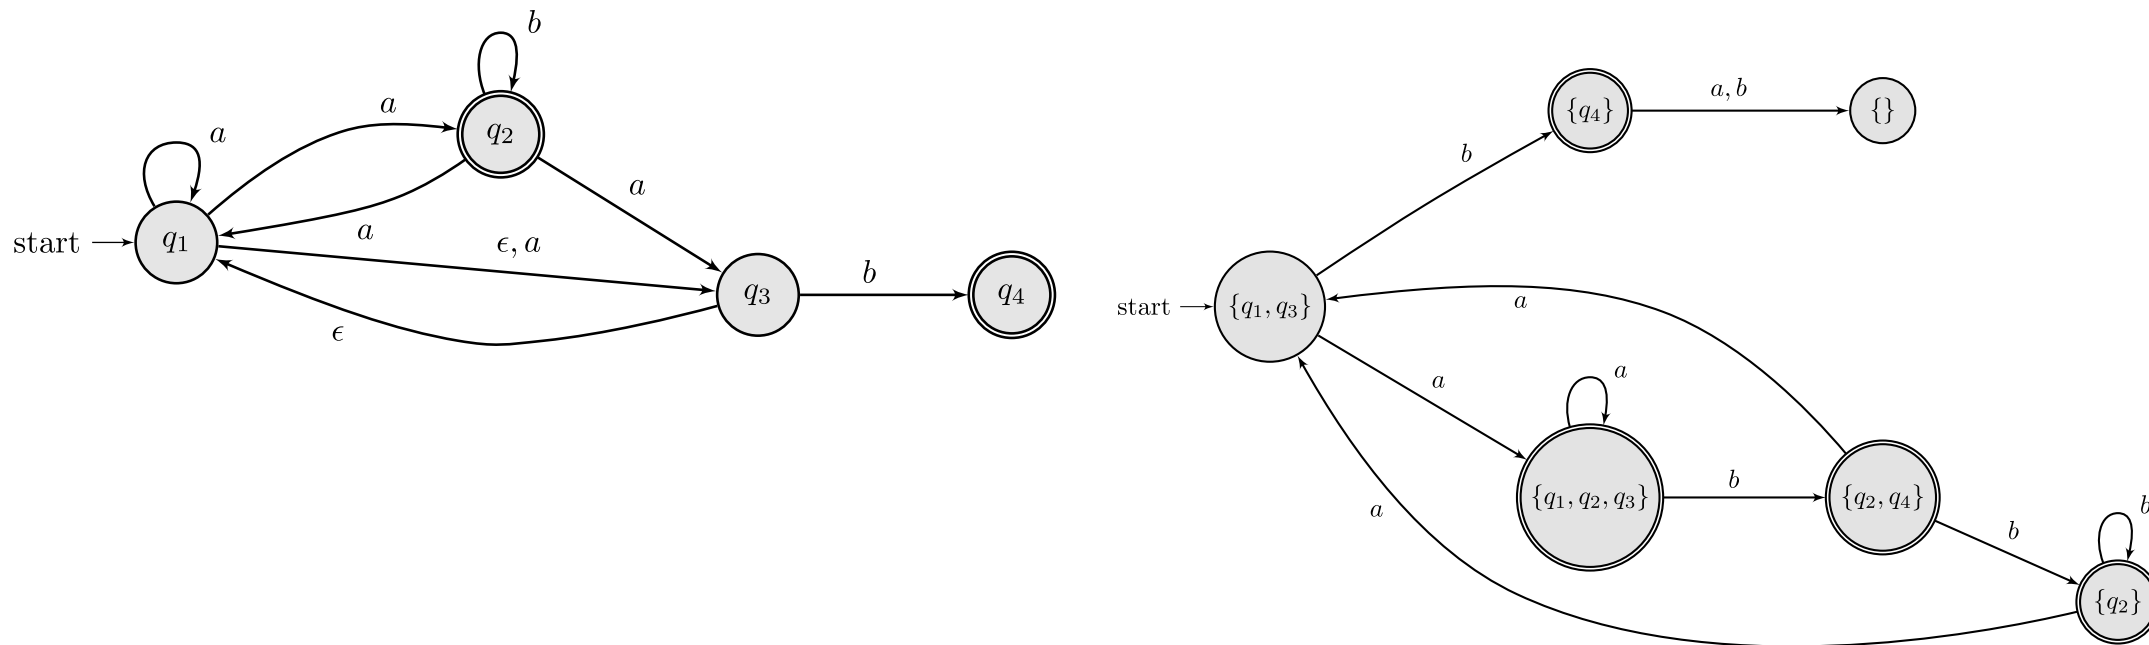 b
a
q2
a
a
a
start
q1
ϵ, a
b
q3
q4
ϵ
{q4}
a, b
{}
b
start
{q1, q3}
a
a
a
{q1, q2, q3}
b
{q2, q4}
a
b
b
{q2}